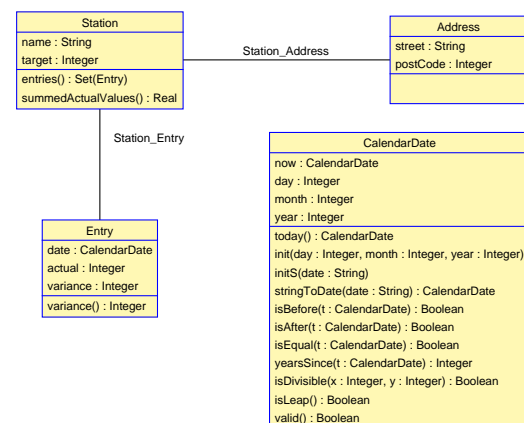 Station
name : String
target : Integer
entries() : Set(Entry)
summedActualValues() : Real
Station_Address
Address
street : String
postCode : Integer
Station_Entry
Entry
date : CalendarDate
actual : Integer
variance : Integer
variance() : Integer
CalendarDate
now : CalendarDate
day : Integer
month : Integer
year : Integer
today() : CalendarDate
init(day : Integer, month : Integer, year : Integer)
initS(date : String)
stringToDate(date : String) : CalendarDate
isBefore(t : CalendarDate) : Boolean
isAfter(t : CalendarDate) : Boolean
isEqual(t : CalendarDate) : Boolean
yearsSince(t : CalendarDate) : Integer
isDivisible(x : Integer, y : Integer) : Boolean
isLeap() : Boolean
valid() : Boolean